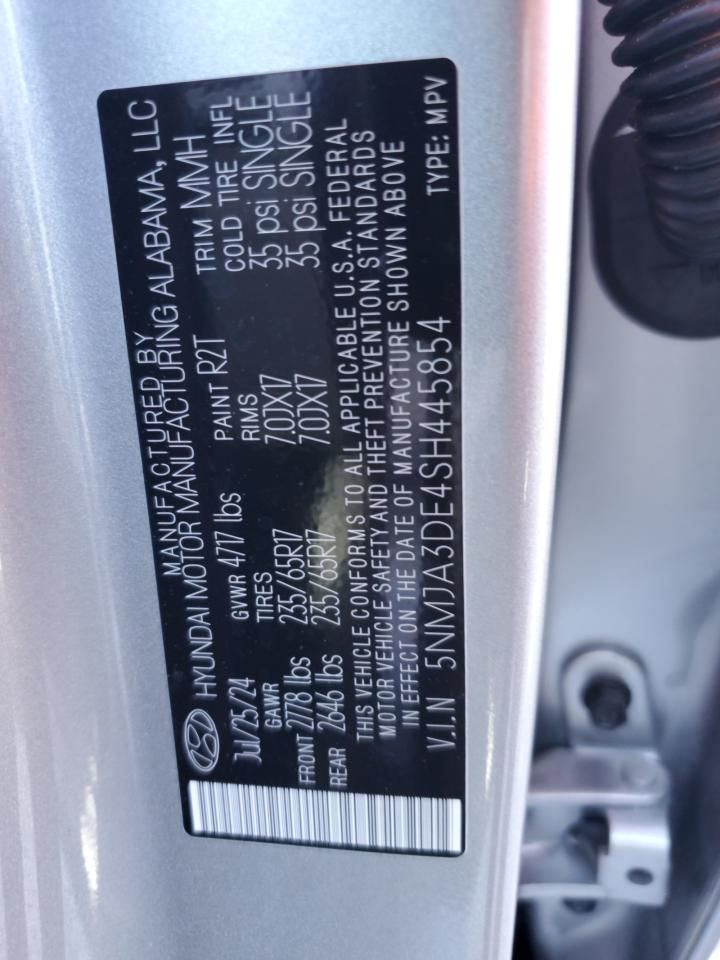 MANUFACTURED BY
HYUNDAI MOTOR MANUFACTURING ALABAMA, LLC
Jul/25/24 GVWR 4717 lbs PAINT R2T TRIM MMH
GAWR TIRES RIMS COLD TIRE INFL
FRONT 2778 lbs 235/65R17 7.0JX17 35 psi SINGLE
REAR 2646 lbs 235/65R17 7.0JX17 35 psi SINGLE
THIS VEHICLE CONFORMS TO ALL APPLICABLE U.S.A. FEDERAL
MOTOR VEHICLE SAFETY AND THEFT PREVENTION STANDARDS
IN EFFECT ON THE DATE OF MANUFACTURE SHOWN ABOVE
V.I.N 5NMJA3DE4SH445854 TYPE: MPV